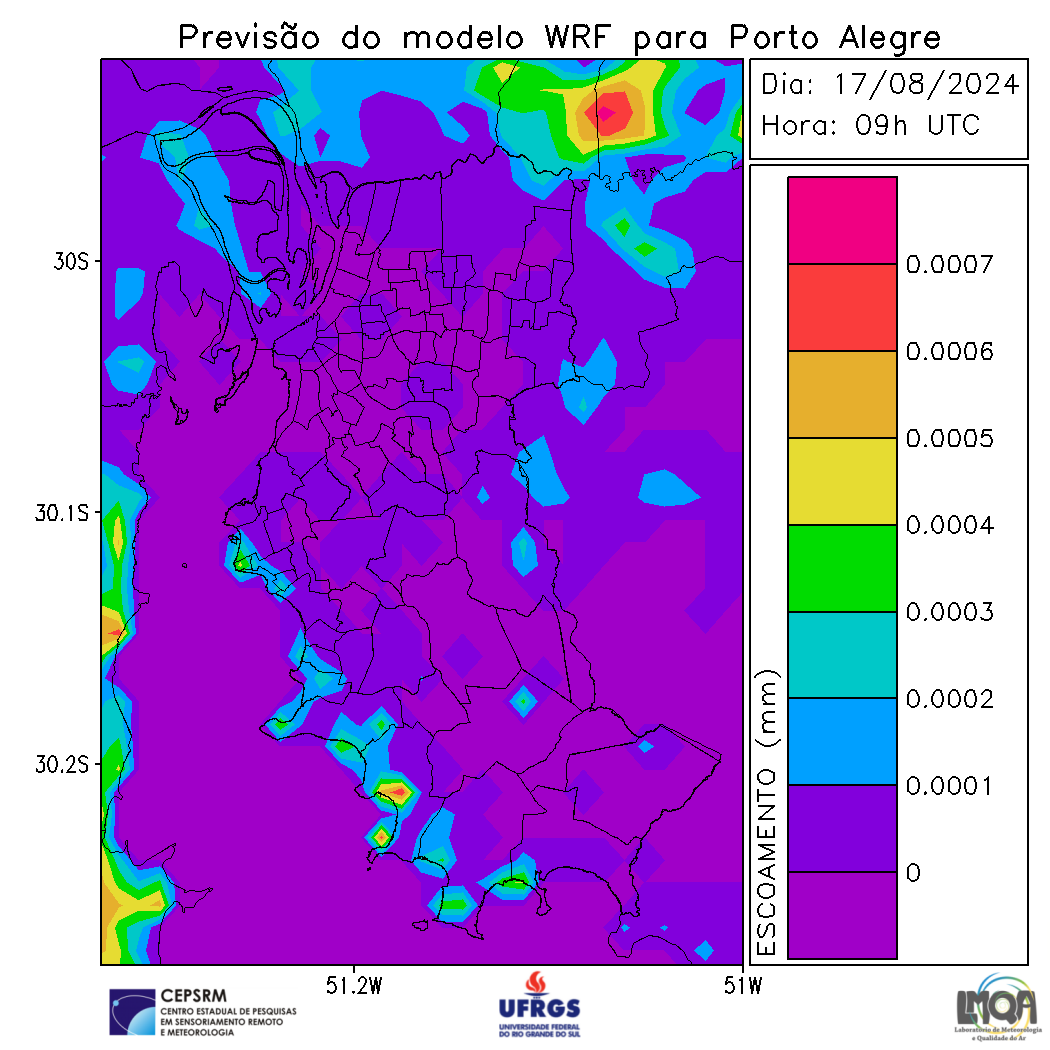 Previsão do modelo WRF para Porto Alegre
Dia: 17/08/2024
Hora: 09h UTC
30S
30.1S
30.2S
51.2W
51W
ESCOAMENTO (mm)
0.0007
0.0006
0.0005
0.0004
0.0003
0.0002
0.0001
0
CEPSRM
CENTRO ESTADUAL DE PESQUISAS
EM SENSORIAMENTO REMOTO
E METEOROLOGIA
UFRGS
UNIVERSIDADE FEDERAL
DO RIO GRANDE DO SUL
LMQA
Laboratório de Meteorologia
e Qualidade do Ar